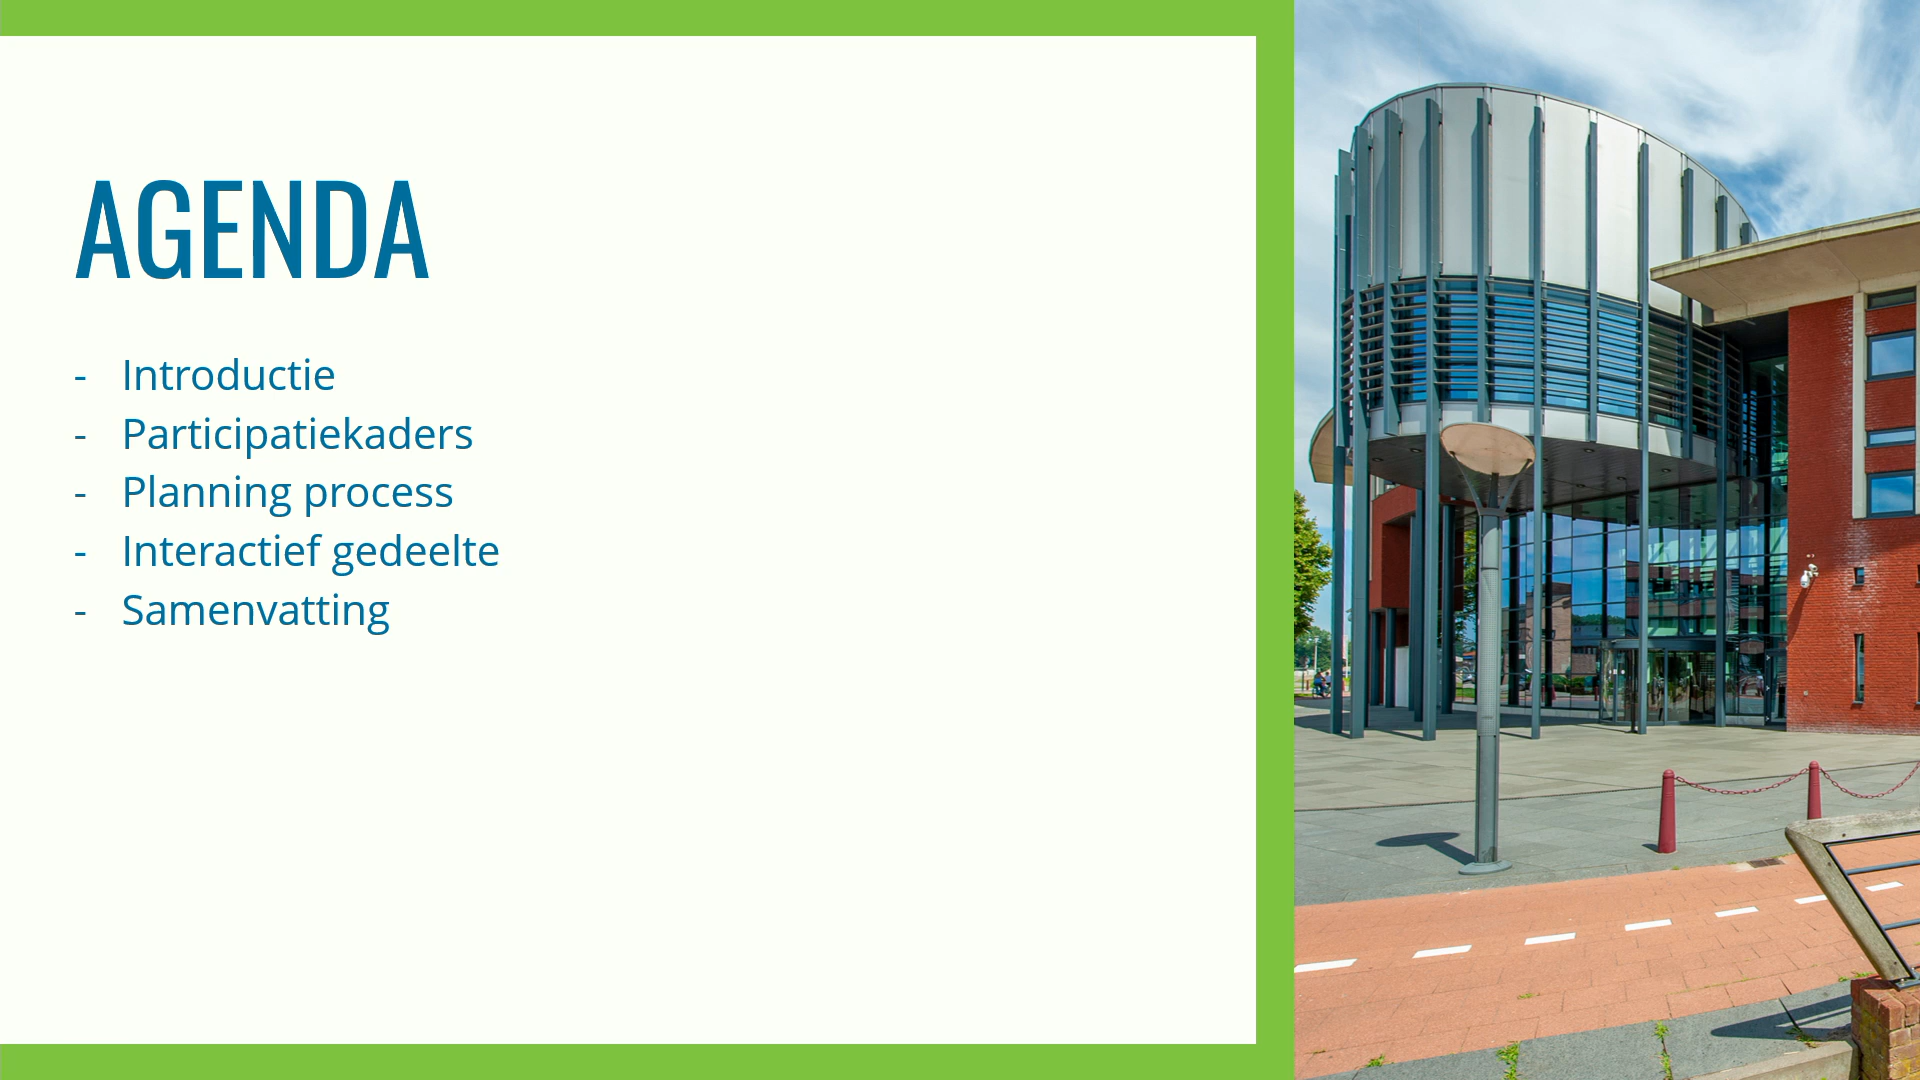 AGENDA
- Introductie
- Participatiekaders
- Planning process
- Interactief gedeelte
- Samenvatting